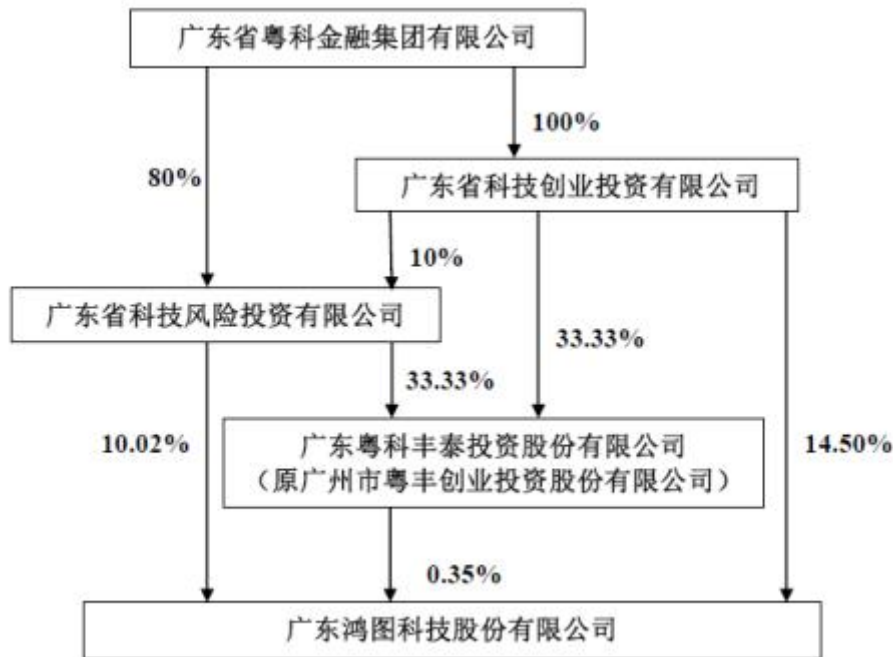 广东省粤科金融集团有限公司
100%
广东省科技创业投资有限公司
80%
10%
广东省科技风险投资有限公司
33.33%
33.33%
10.02%
广东粤科丰泰投资股份有限公司
（原广州市粤丰创业投资股份有限公司）
14.50%
0.35%
广东鸿图科技股份有限公司